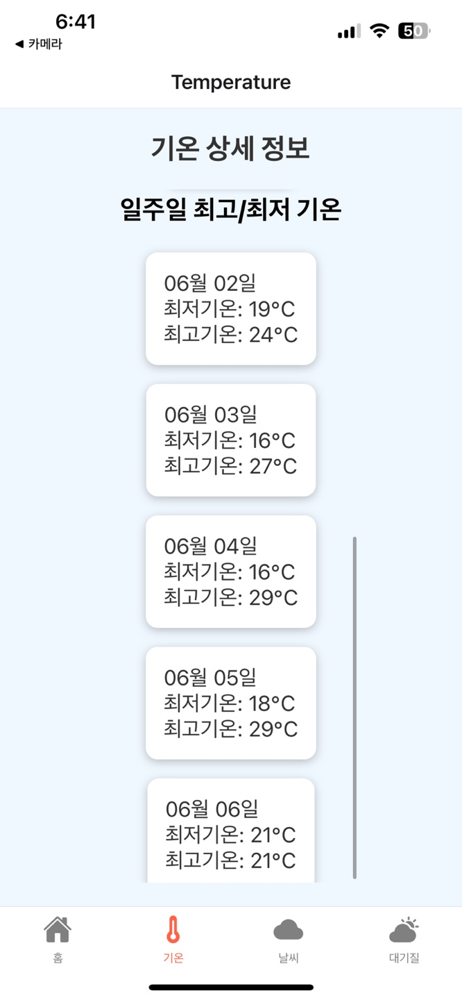 6:41
50
◀ 카메라
Temperature
기온 상세 정보
일주일 최고/최저 기온
06월 02일
최저기온: 19°C
최고기온: 24°C
06월 03일
최저기온: 16°C
최고기온: 27°C
06월 04일
최저기온: 16°C
최고기온: 29°C
06월 05일
최저기온: 18°C
최고기온: 29°C
06월 06일
최저기온: 21°C
최고기온: 21°C
홈
기온
날씨
대기질